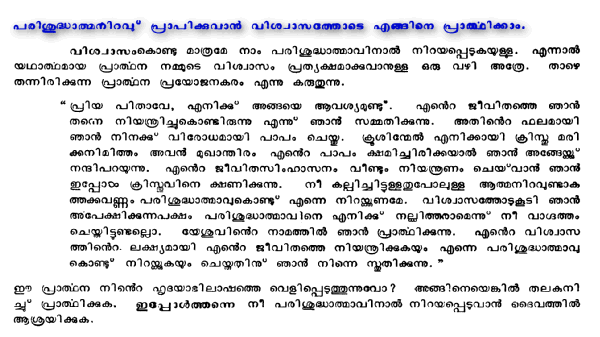 പരിശുദ്ധാത്മനിറവു് പ്രാപിക്കുവാൻ വിശ്വാസത്തോടെ എങ്ങിനെ പ്രാർത്ഥിക്കാം.
വിശ്വാസംകൊണ്ടു മാത്രമേ നാം പരിശുദ്ധാത്മാവിനാൽ നിറയപ്പെടുകയുള്ളൂ. എന്നാൽ
യഥാർത്ഥമായ പ്രാർത്ഥന നമ്മുടെ വിശ്വാസം പ്രത്യക്ഷമാക്കുവാനുള്ള ഒരു വഴി അത്രേ. താഴെ
തന്നിരിക്കുന്ന പ്രാർത്ഥന പ്രയോജനകരം എന്നു കരുതുന്നു.
“ പ്രിയ പിതാവേ, എനിക്കു് അങ്ങയെ ആവശ്യമുണ്ടു്. എന്റെ ജീവിതത്തെ ഞാൻ
തന്നെ നിയന്ത്രിച്ചുകൊണ്ടിരുന്നു എന്നു് ഞാൻ സമ്മതിക്കുന്നു. അതിന്റെ ഫലമായി
ഞാൻ നിനക്കു് വിരോധമായി പാപം ചെയ്തു. ക്രൂശിന്മേൽ എനിക്കായി ക്രിസ്തു മരി
ക്കനിമിത്തം അവൻ മുഖാന്തിരം എന്റെ പാപം ക്ഷമിച്ചിരിക്കയാൽ ഞാൻ അങ്ങേയ്ക്കു്
നന്ദിപറയുന്നു. എന്റെ ജീവിതസിംഹാസനം വീണ്ടും നിയന്ത്രണം ചെയ്‌വാൻ ഞാൻ
ഇപ്പോൾ ക്രിസ്തുവിനെ ക്ഷണിക്കുന്നു. നീ കല്പിച്ചിട്ടുള്ളതുപോലുള്ള ആത്മനിറവുണ്ടാക
ത്തക്കവണ്ണം പരിശുദ്ധാത്മാവുകൊണ്ടു് എന്നെ നിറയ്ക്കണമേ. വിശ്വാസത്തോടുകൂടി ഞാൻ
അപേക്ഷിക്കുന്നപക്ഷം പരിശുദ്ധാത്മാവിനെ എനിക്കു് നല്കിത്തരാമെന്നു് നീ വാഗ്ദത്തം
ചെയ്തിട്ടുണ്ടല്ലൊ. യേശുവിന്റെ നാമത്തിൽ ഞാൻ പ്രാർത്ഥിക്കുന്നു. എന്റെ വിശ്വാസ
ത്തിന്റെ ലക്ഷ്യമായി എന്റെ ജീവിതത്തെ നിയന്ത്രിക്കുകയും എന്നെ പരിശുദ്ധാത്മാവു
കൊണ്ടു് നിറയ്ക്കുകയും ചെയ്തതിനു് ഞാൻ നിന്നെ സ്തുതിക്കുന്നു. ”
ഈ പ്രാർത്ഥന നിന്റെ ഹൃദയാഭിലാഷത്തെ വെളിപ്പെടുത്തുന്നുവോ? അങ്ങിനെയെങ്കിൽ തലകുനി
ച്ചു് പ്രാർത്ഥിക്കുക. ഇപ്പോൾത്തന്നെ നീ പരിശുദ്ധാത്മാവിനാൽ നിറയപ്പെടുവാൻ ദൈവത്തിൽ
ആശ്രയിക്കുക.